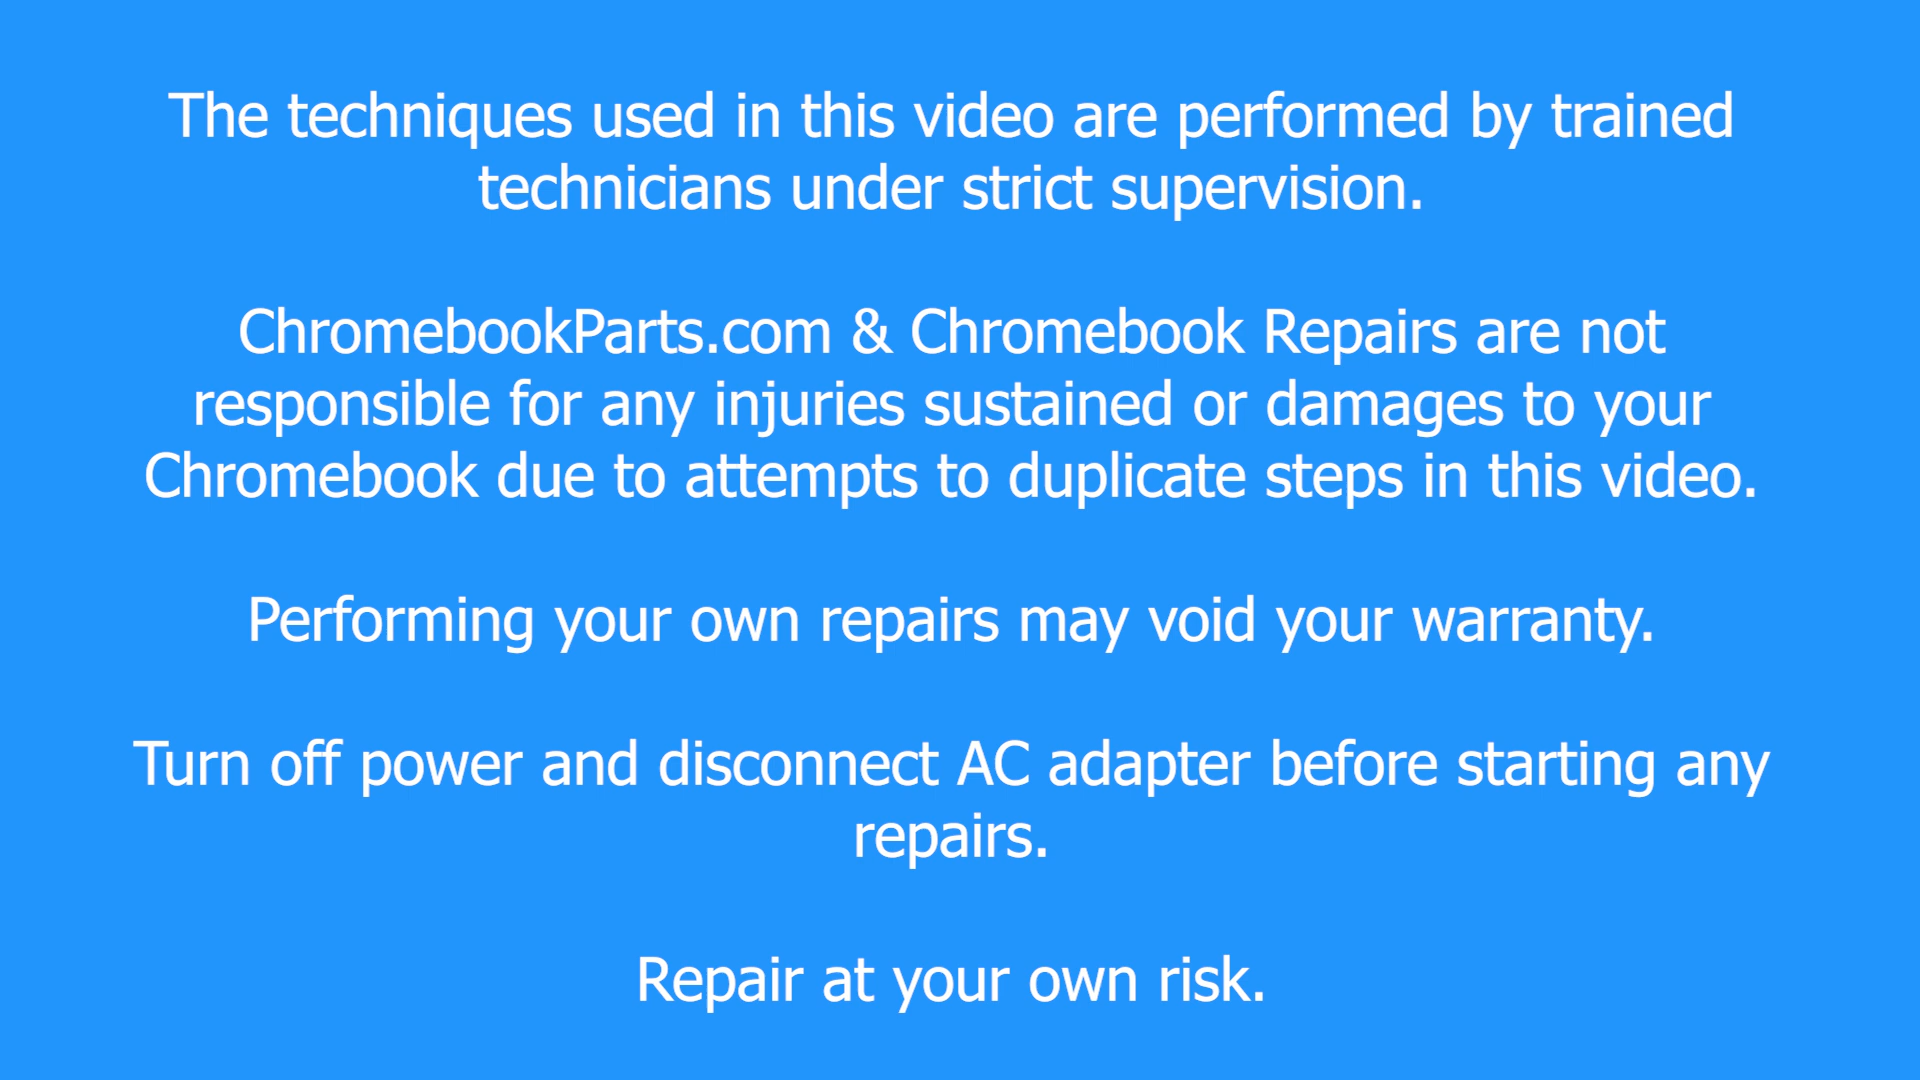 The techniques used in this video are performed by trained
technicians under strict supervision.
ChromebookParts.com & Chromebook Repairs are not
responsible for any injuries sustained or damages to your
Chromebook due to attempts to duplicate steps in this video.
Performing your own repairs may void your warranty.
Turn off power and disconnect AC adapter before starting any
repairs.
Repair at your own risk.